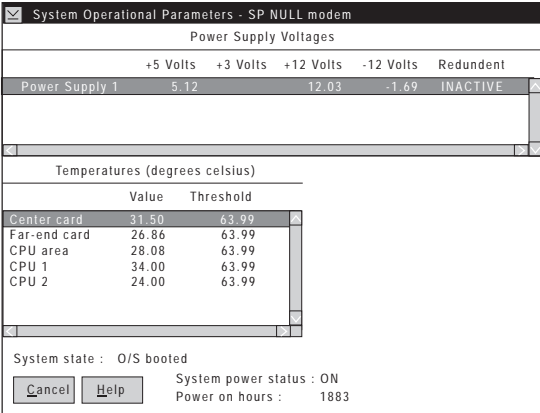 System Operational Parameters - SP NULL modem
Power Supply Voltages
+5 Volts +3 Volts +12 Volts -12 Volts Redundent
Power Supply 1 5.12 12.03 -1.69 INACTIVE
Temperatures (degrees celsius)
Value Threshold
Center card 31.50 63.99
Far-end card 26.86 63.99
CPU area 28.08 63.99
CPU 1 34.00 63.99
CPU 2 24.00 63.99
System state : O/S booted
System power status : ON
Cancel Help
Power on hours : 1883